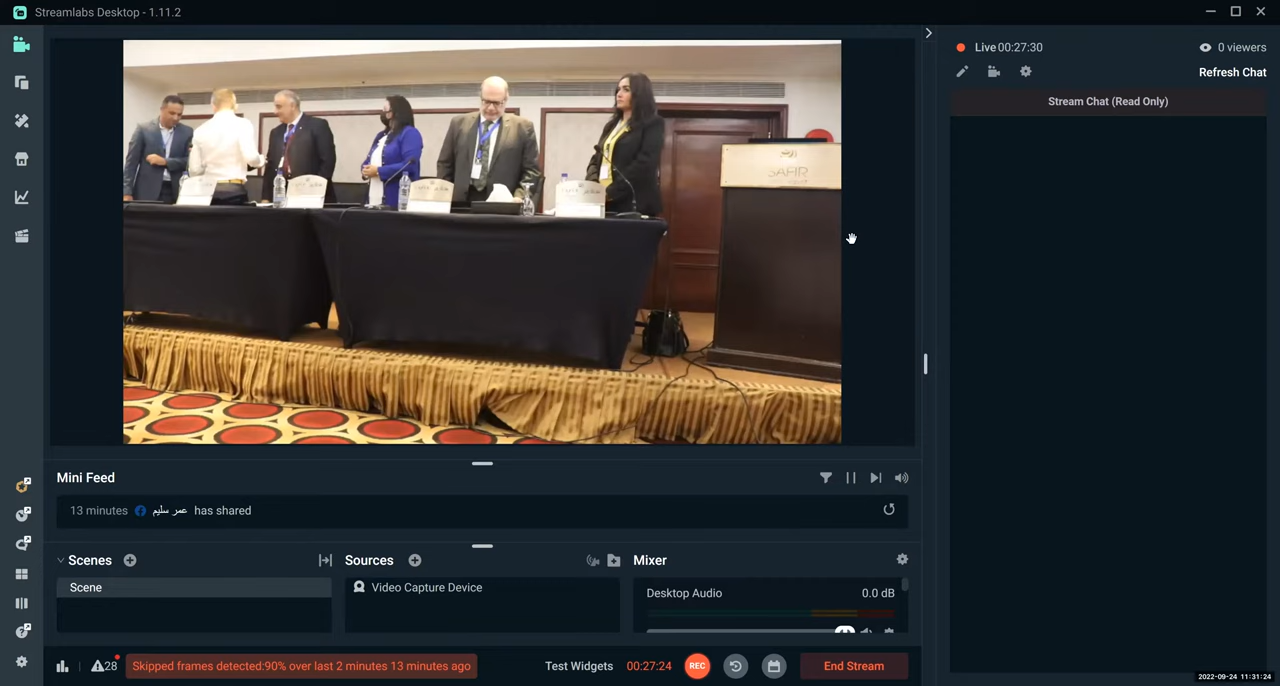 Streamlabs Desktop - 1.11.2
Live 00:27:30
0 viewers
Refresh Chat
Stream Chat (Read Only)
SAFIR
Mini Feed
13 minutes عمر سليم has shared
Scenes
Scene
Sources
Video Capture Device
Mixer
Desktop Audio
0.0 dB
28
Skipped frames detected:90% over last 2 minutes 13 minutes ago
Test Widgets
00:27:24
REC
End Stream
2022-09-24 11:31:24